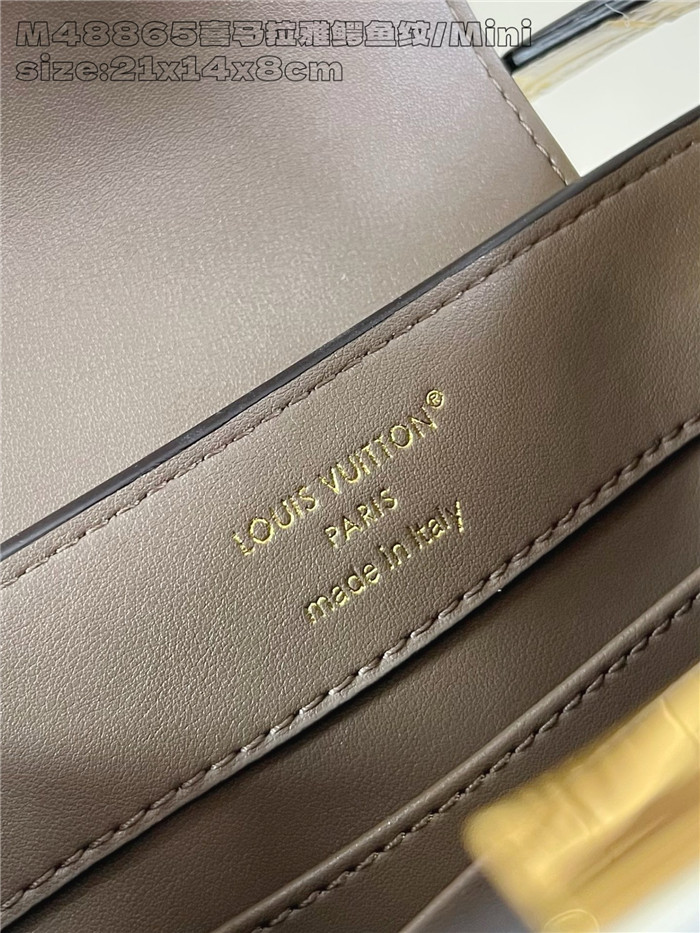 M48865喜马拉雅鳄鱼纹/Mini
size:21x14x8cm
LOUIS VUITTON®
PARIS
made in Italy